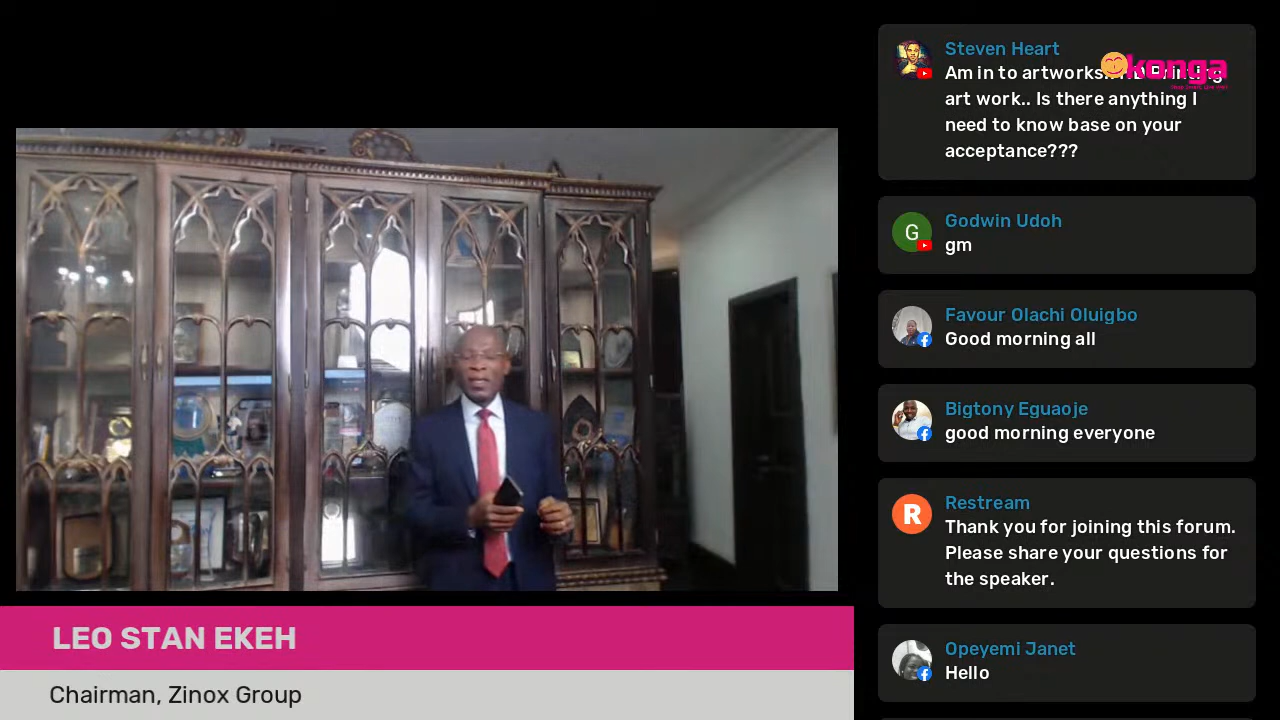 LEO STAN EKEH
Chairman, Zinox Group
konga
Steven Heart
Am in to artworks.
art work.. Is there anything I
need to know base on your
acceptance???
G
Godwin Udoh
gm
Favour Olachi Oluigbo
Good morning all
Bigtony Eguaoje
good morning everyone
R
Restream
Thank you for joining this forum.
Please share your questions for
the speaker.
Opeyemi Janet
Hello